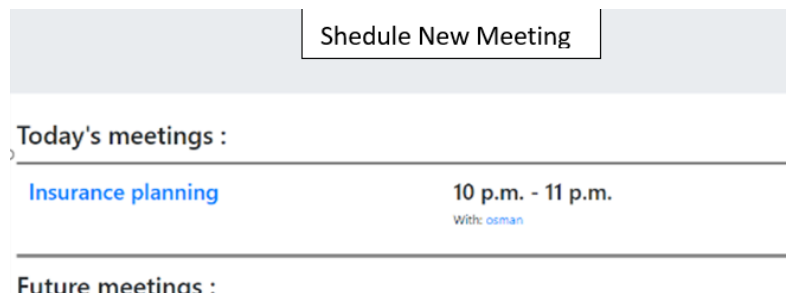 Shedule New Meeting
Today's meetings :
Insurance planning
10 p.m. - 11 p.m.
With: osman
Future meetings :